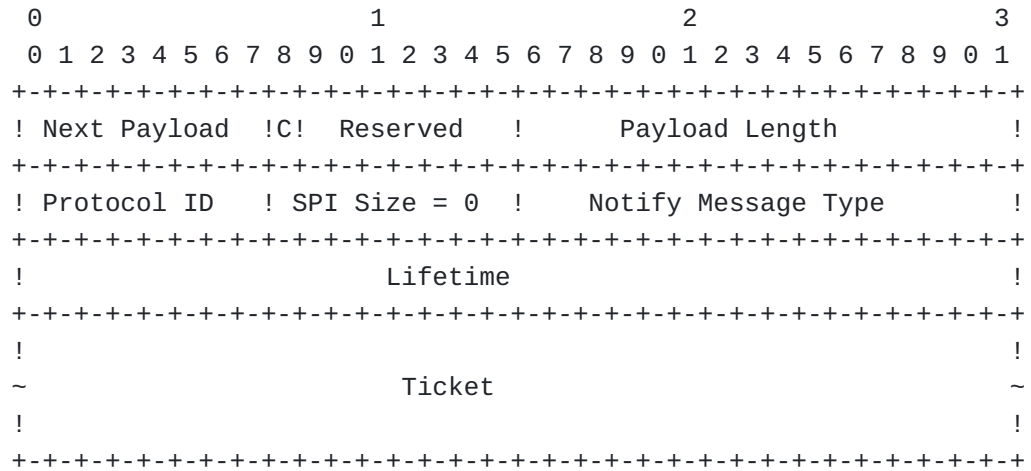 0                     1                   2                   3
 0 1 2 3 4 5 6 7 8 9 0 1 2 3 4 5 6 7 8 9 0 1 2 3 4 5 6 7 8 9 0 1
+-+-+-+-+-+-+-+-+-+-+-+-+-+-+-+-+-+-+-+-+-+-+-+-+-+-+-+-+-+-+-+-+
! Next Payload  !C!  Reserved   !      Payload Length           !
+-+-+-+-+-+-+-+-+-+-+-+-+-+-+-+-+-+-+-+-+-+-+-+-+-+-+-+-+-+-+-+-+
! Protocol ID   ! SPI Size = 0  !    Notify Message Type        !
+-+-+-+-+-+-+-+-+-+-+-+-+-+-+-+-+-+-+-+-+-+-+-+-+-+-+-+-+-+-+-+-+
!                       Lifetime                                !
+-+-+-+-+-+-+-+-+-+-+-+-+-+-+-+-+-+-+-+-+-+-+-+-+-+-+-+-+-+-+-+-+
!                                                               !
~                        Ticket                                 ~
!                                                               !
+-+-+-+-+-+-+-+-+-+-+-+-+-+-+-+-+-+-+-+-+-+-+-+-+-+-+-+-+-+-+-+-+